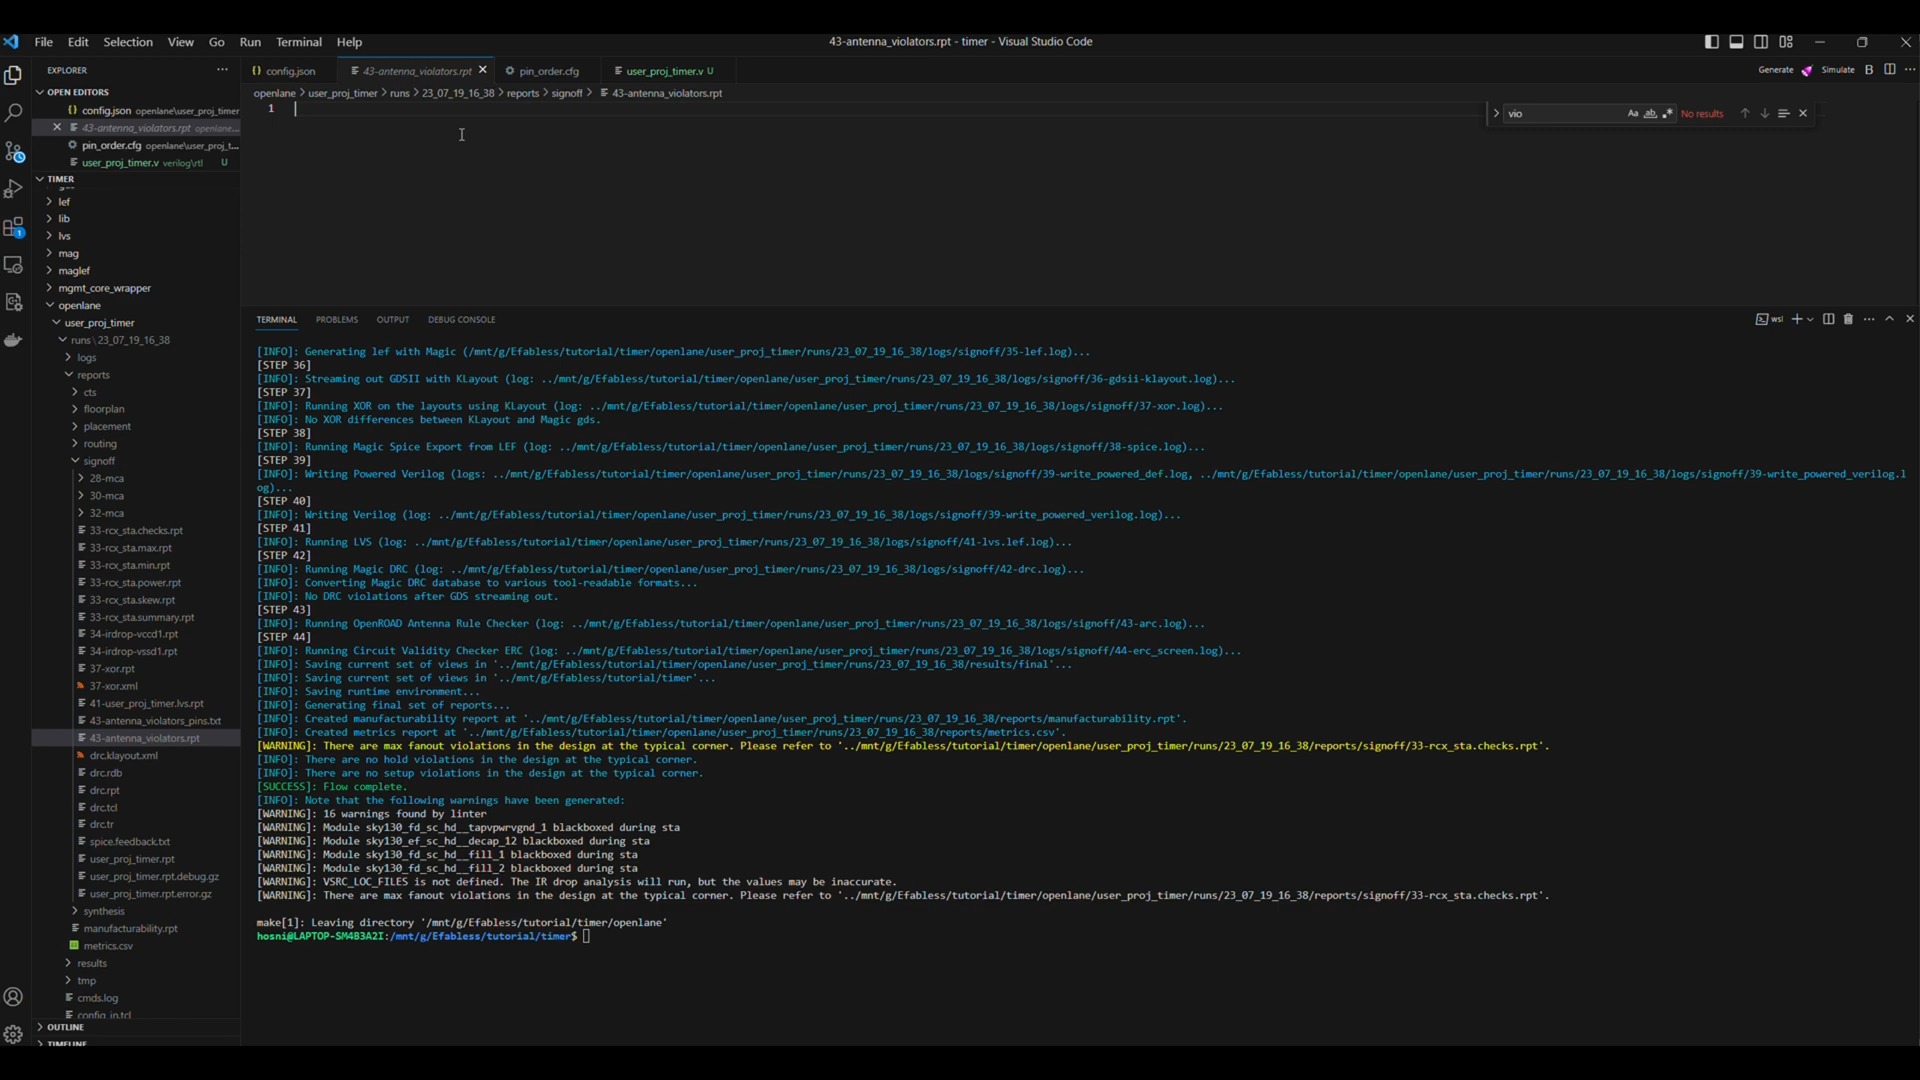 File Edit Selection View Go Run Terminal Help
43-antenna_violators.rpt - timer - Visual Studio Code
EXPLORER
OPEN EDITORS
config.json openlane\user_proj_timer
43-antenna_violators.rpt openlane...
pin_order.cfg openlane\user_proj_t...
user_proj_timer.v verilog\rtl U
TIMER
lef
lib
lvs
mag
maglef
mgmt_core_wrapper
openlane
user_proj_timer
runs\23_07_19_16_38
logs
reports
cts
floorplan
placement
routing
signoff
28-mca
30-mca
32-mca
33-rcx_sta.checks.rpt
33-rcx_sta.max.rpt
33-rcx_sta.min.rpt
33-rcx_sta.power.rpt
33-rcx_sta.skew.rpt
33-rcx_sta.summary.rpt
34-irdrop-vccd1.rpt
34-irdrop-vssd1.rpt
37-xor.rpt
37-xor.xml
41-user_proj_timer.lvs.rpt
43-antenna_violators_pins.txt
43-antenna_violators.rpt
drc.klayout.xml
drc.rdb
drc.rpt
drc.tcl
drc.tr
spice.feedback.txt
user_proj_timer.rpt
user_proj_timer.rpt.debug.gz
user_proj_timer.rpt.error.gz
synthesis
manufacturability.rpt
metrics.csv
results
tmp
cmds.log
config_in.tcl
OUTLINE
TIMELINE
config.json 43-antenna_violators.rpt pin_order.cfg user_proj_timer.v U
Generate Simulate B
openlane > user_proj_timer > runs > 23_07_19_16_38 > reports > signoff > 43-antenna_violators.rpt
1
vio Aa ab No results
TERMINAL PROBLEMS OUTPUT DEBUG CONSOLE
wsl
[INFO]: Generating lef with Magic (/mnt/g/Efabless/tutorial/timer/openlane/user_proj_timer/runs/23_07_19_16_38/logs/signoff/35-lef.log)...
[STEP 36]
[INFO]: Streaming out GDSII with KLayout (log: ../mnt/g/Efabless/tutorial/timer/openlane/user_proj_timer/runs/23_07_19_16_38/logs/signoff/36-gdsii-klayout.log)...
[STEP 37]
[INFO]: Running XOR on the layouts using KLayout (log: ../mnt/g/Efabless/tutorial/timer/openlane/user_proj_timer/runs/23_07_19_16_38/logs/signoff/37-xor.log)...
[INFO]: No XOR differences between KLayout and Magic gds.
[STEP 38]
[INFO]: Running Magic Spice Export from LEF (log: ../mnt/g/Efabless/tutorial/timer/openlane/user_proj_timer/runs/23_07_19_16_38/logs/signoff/38-spice.log)...
[STEP 39]
[INFO]: Writing Powered Verilog (logs: ../mnt/g/Efabless/tutorial/timer/openlane/user_proj_timer/runs/23_07_19_16_38/logs/signoff/39-write_powered_def.log, ../mnt/g/Efabless/tutorial/timer/openlane/user_proj_timer/runs/23_07_19_16_38/logs/signoff/39-write_powered_verilog.l
og)...
[STEP 40]
[INFO]: Writing Verilog (log: ../mnt/g/Efabless/tutorial/timer/openlane/user_proj_timer/runs/23_07_19_16_38/logs/signoff/39-write_powered_verilog.log)...
[STEP 41]
[INFO]: Running LVS (log: ../mnt/g/Efabless/tutorial/timer/openlane/user_proj_timer/runs/23_07_19_16_38/logs/signoff/41-lvs.lef.log)...
[STEP 42]
[INFO]: Running Magic DRC (log: ../mnt/g/Efabless/tutorial/timer/openlane/user_proj_timer/runs/23_07_19_16_38/logs/signoff/42-drc.log)...
[INFO]: Converting Magic DRC database to various tool-readable formats...
[INFO]: No DRC violations after GDS streaming out.
[STEP 43]
[INFO]: Running OpenROAD Antenna Rule Checker (log: ../mnt/g/Efabless/tutorial/timer/openlane/user_proj_timer/runs/23_07_19_16_38/logs/signoff/43-arc.log)...
[STEP 44]
[INFO]: Running Circuit Validity Checker ERC (log: ../mnt/g/Efabless/tutorial/timer/openlane/user_proj_timer/runs/23_07_19_16_38/logs/signoff/44-erc_screen.log)...
[INFO]: Saving current set of views in '../mnt/g/Efabless/tutorial/timer/openlane/user_proj_timer/runs/23_07_19_16_38/results/final'...
[INFO]: Saving current set of views in '../mnt/g/Efabless/tutorial/timer'...
[INFO]: Saving runtime environment...
[INFO]: Generating final set of reports...
[INFO]: Created manufacturability report at '../mnt/g/Efabless/tutorial/timer/openlane/user_proj_timer/runs/23_07_19_16_38/reports/manufacturability.rpt'.
[INFO]: Created metrics report at '../mnt/g/Efabless/tutorial/timer/openlane/user_proj_timer/runs/23_07_19_16_38/reports/metrics.csv'.
[WARNING]: There are max fanout violations in the design at the typical corner. Please refer to '../mnt/g/Efabless/tutorial/timer/openlane/user_proj_timer/runs/23_07_19_16_38/reports/signoff/33-rcx_sta.checks.rpt'.
[INFO]: There are no hold violations in the design at the typical corner.
[INFO]: There are no setup violations in the design at the typical corner.
[SUCCESS]: Flow complete.
[INFO]: Note that the following warnings have been generated:
[WARNING]: 16 warnings found by linter
[WARNING]: Module sky130_fd_sc_hd__tapvpwrvgnd_1 blackboxed during sta
[WARNING]: Module sky130_ef_sc_hd__decap_12 blackboxed during sta
[WARNING]: Module sky130_fd_sc_hd__fill_1 blackboxed during sta
[WARNING]: Module sky130_fd_sc_hd__fill_2 blackboxed during sta
[WARNING]: VSRC_LOC_FILES is not defined. The IR drop analysis will run, but the values may be inaccurate.
[WARNING]: There are max fanout violations in the design at the typical corner. Please refer to '../mnt/g/Efabless/tutorial/timer/openlane/user_proj_timer/runs/23_07_19_16_38/reports/signoff/33-rcx_sta.checks.rpt'.
make[1]: Leaving directory '/mnt/g/Efabless/tutorial/timer/openlane'
hosni@LAPTOP-SM4B3A2I:/mnt/g/Efabless/tutorial/timer$